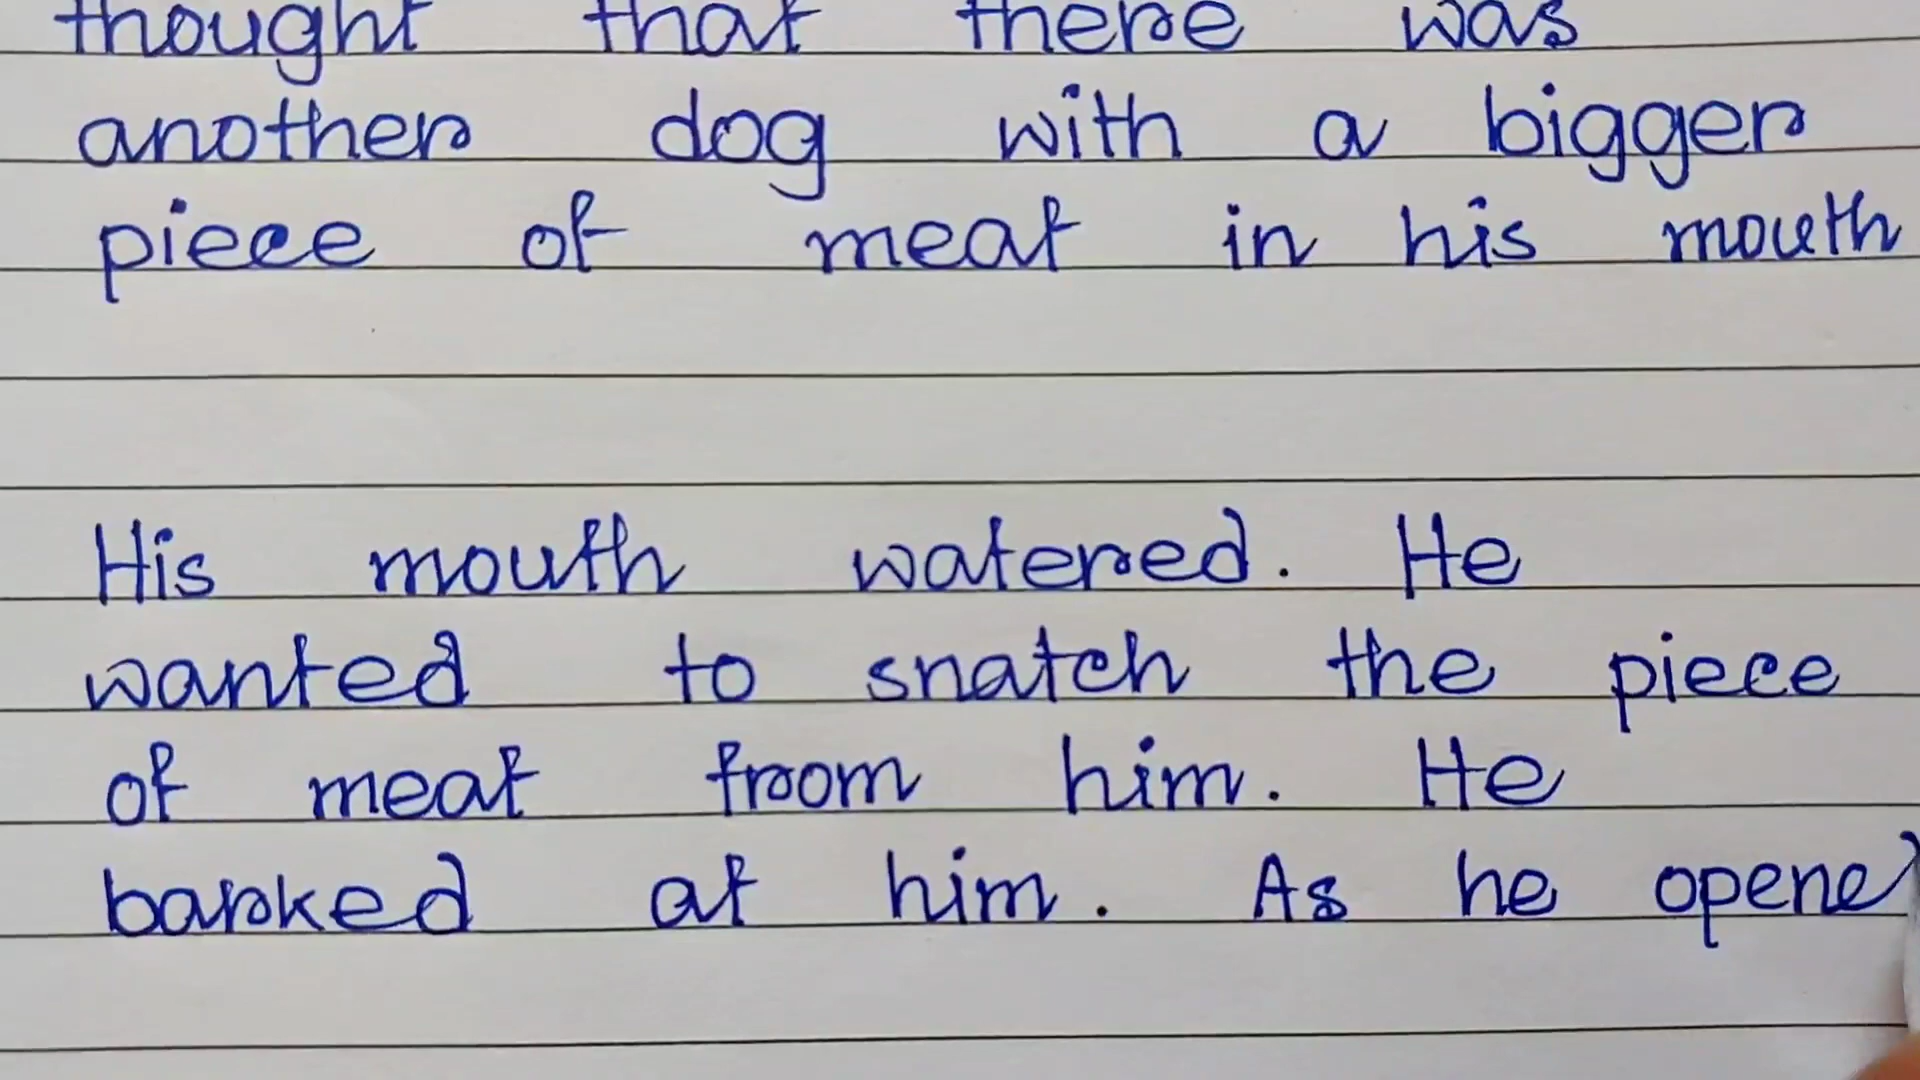 thought that there was
another dog with a bigger
piece of meat in his mouth
His mouth watered. He
wanted to snatch the piece
of meat from him. He
barked at him. As he opene